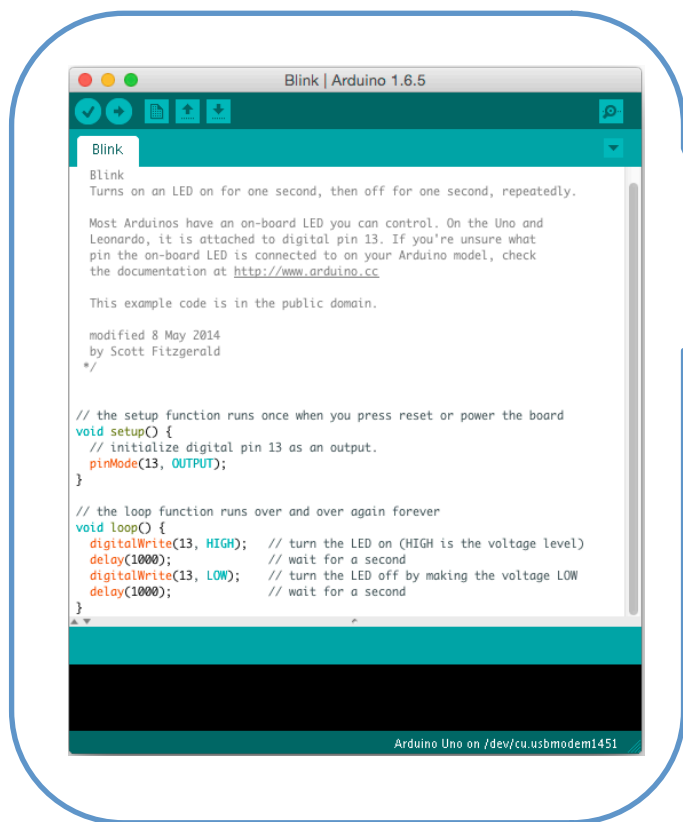 Blink | Arduino 1.6.5
Blink
Blink
Turns on an LED on for one second, then off for one second, repeatedly.
Most Arduinos have an on-board LED you can control. On the Uno and
Leonardo, it is attached to digital pin 13. If you're unsure what
pin the on-board LED is connected to on your Arduino model, check
the documentation at http://www.arduino.cc
This example code is in the public domain.
modified 8 May 2014
by Scott Fitzgerald
*/
// the setup function runs once when you press reset or power the board
void setup() {
// initialize digital pin 13 as an output.
pinMode(13, OUTPUT);
}
// the loop function runs over and over again forever
void loop() {
digitalWrite(13, HIGH);   // turn the LED on (HIGH is the voltage level)
delay(1000);              // wait for a second
digitalWrite(13, LOW);    // turn the LED off by making the voltage LOW
delay(1000);              // wait for a second
}
Arduino Uno on /dev/cu.usbmodem1451